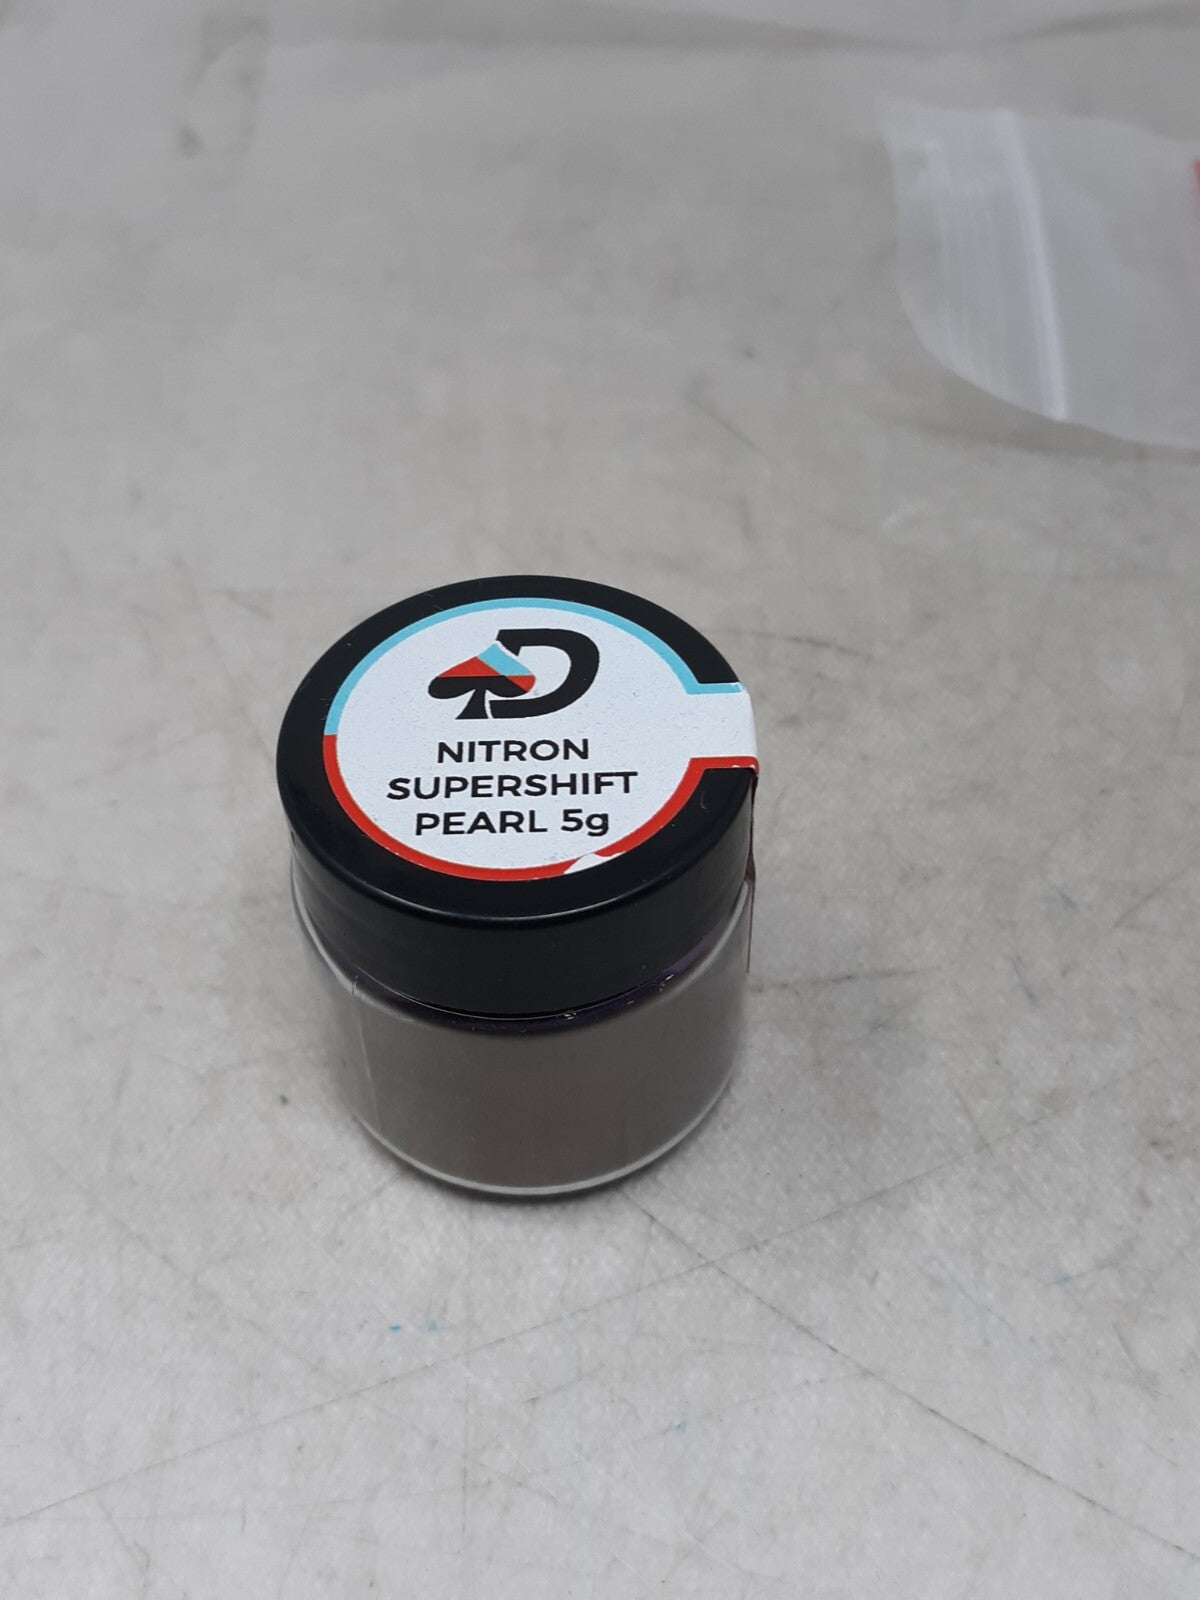 D
NITRON
SUPERSHIFT
PEARL 5g